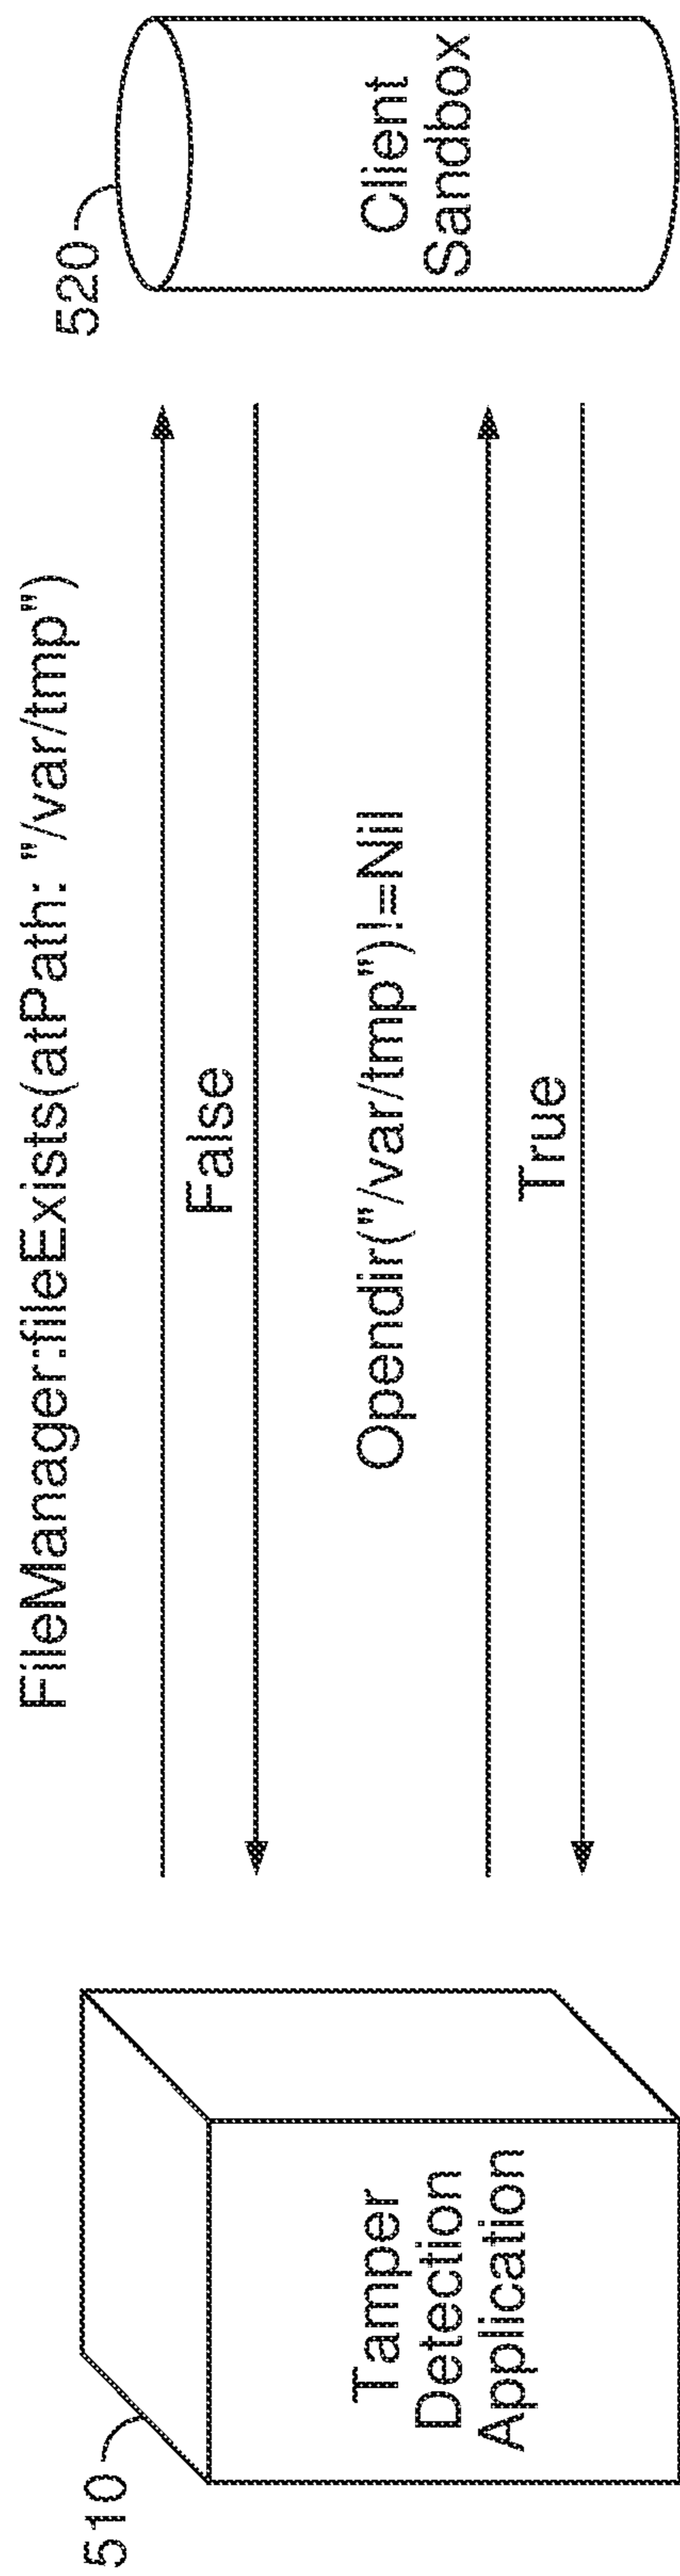 FileManager:fileExists(atPath: "/var/tmp")
False
Opendir("/var/tmp")!=Nil
True
510
Tamper
Detection
Application
520
Client
Sandbox